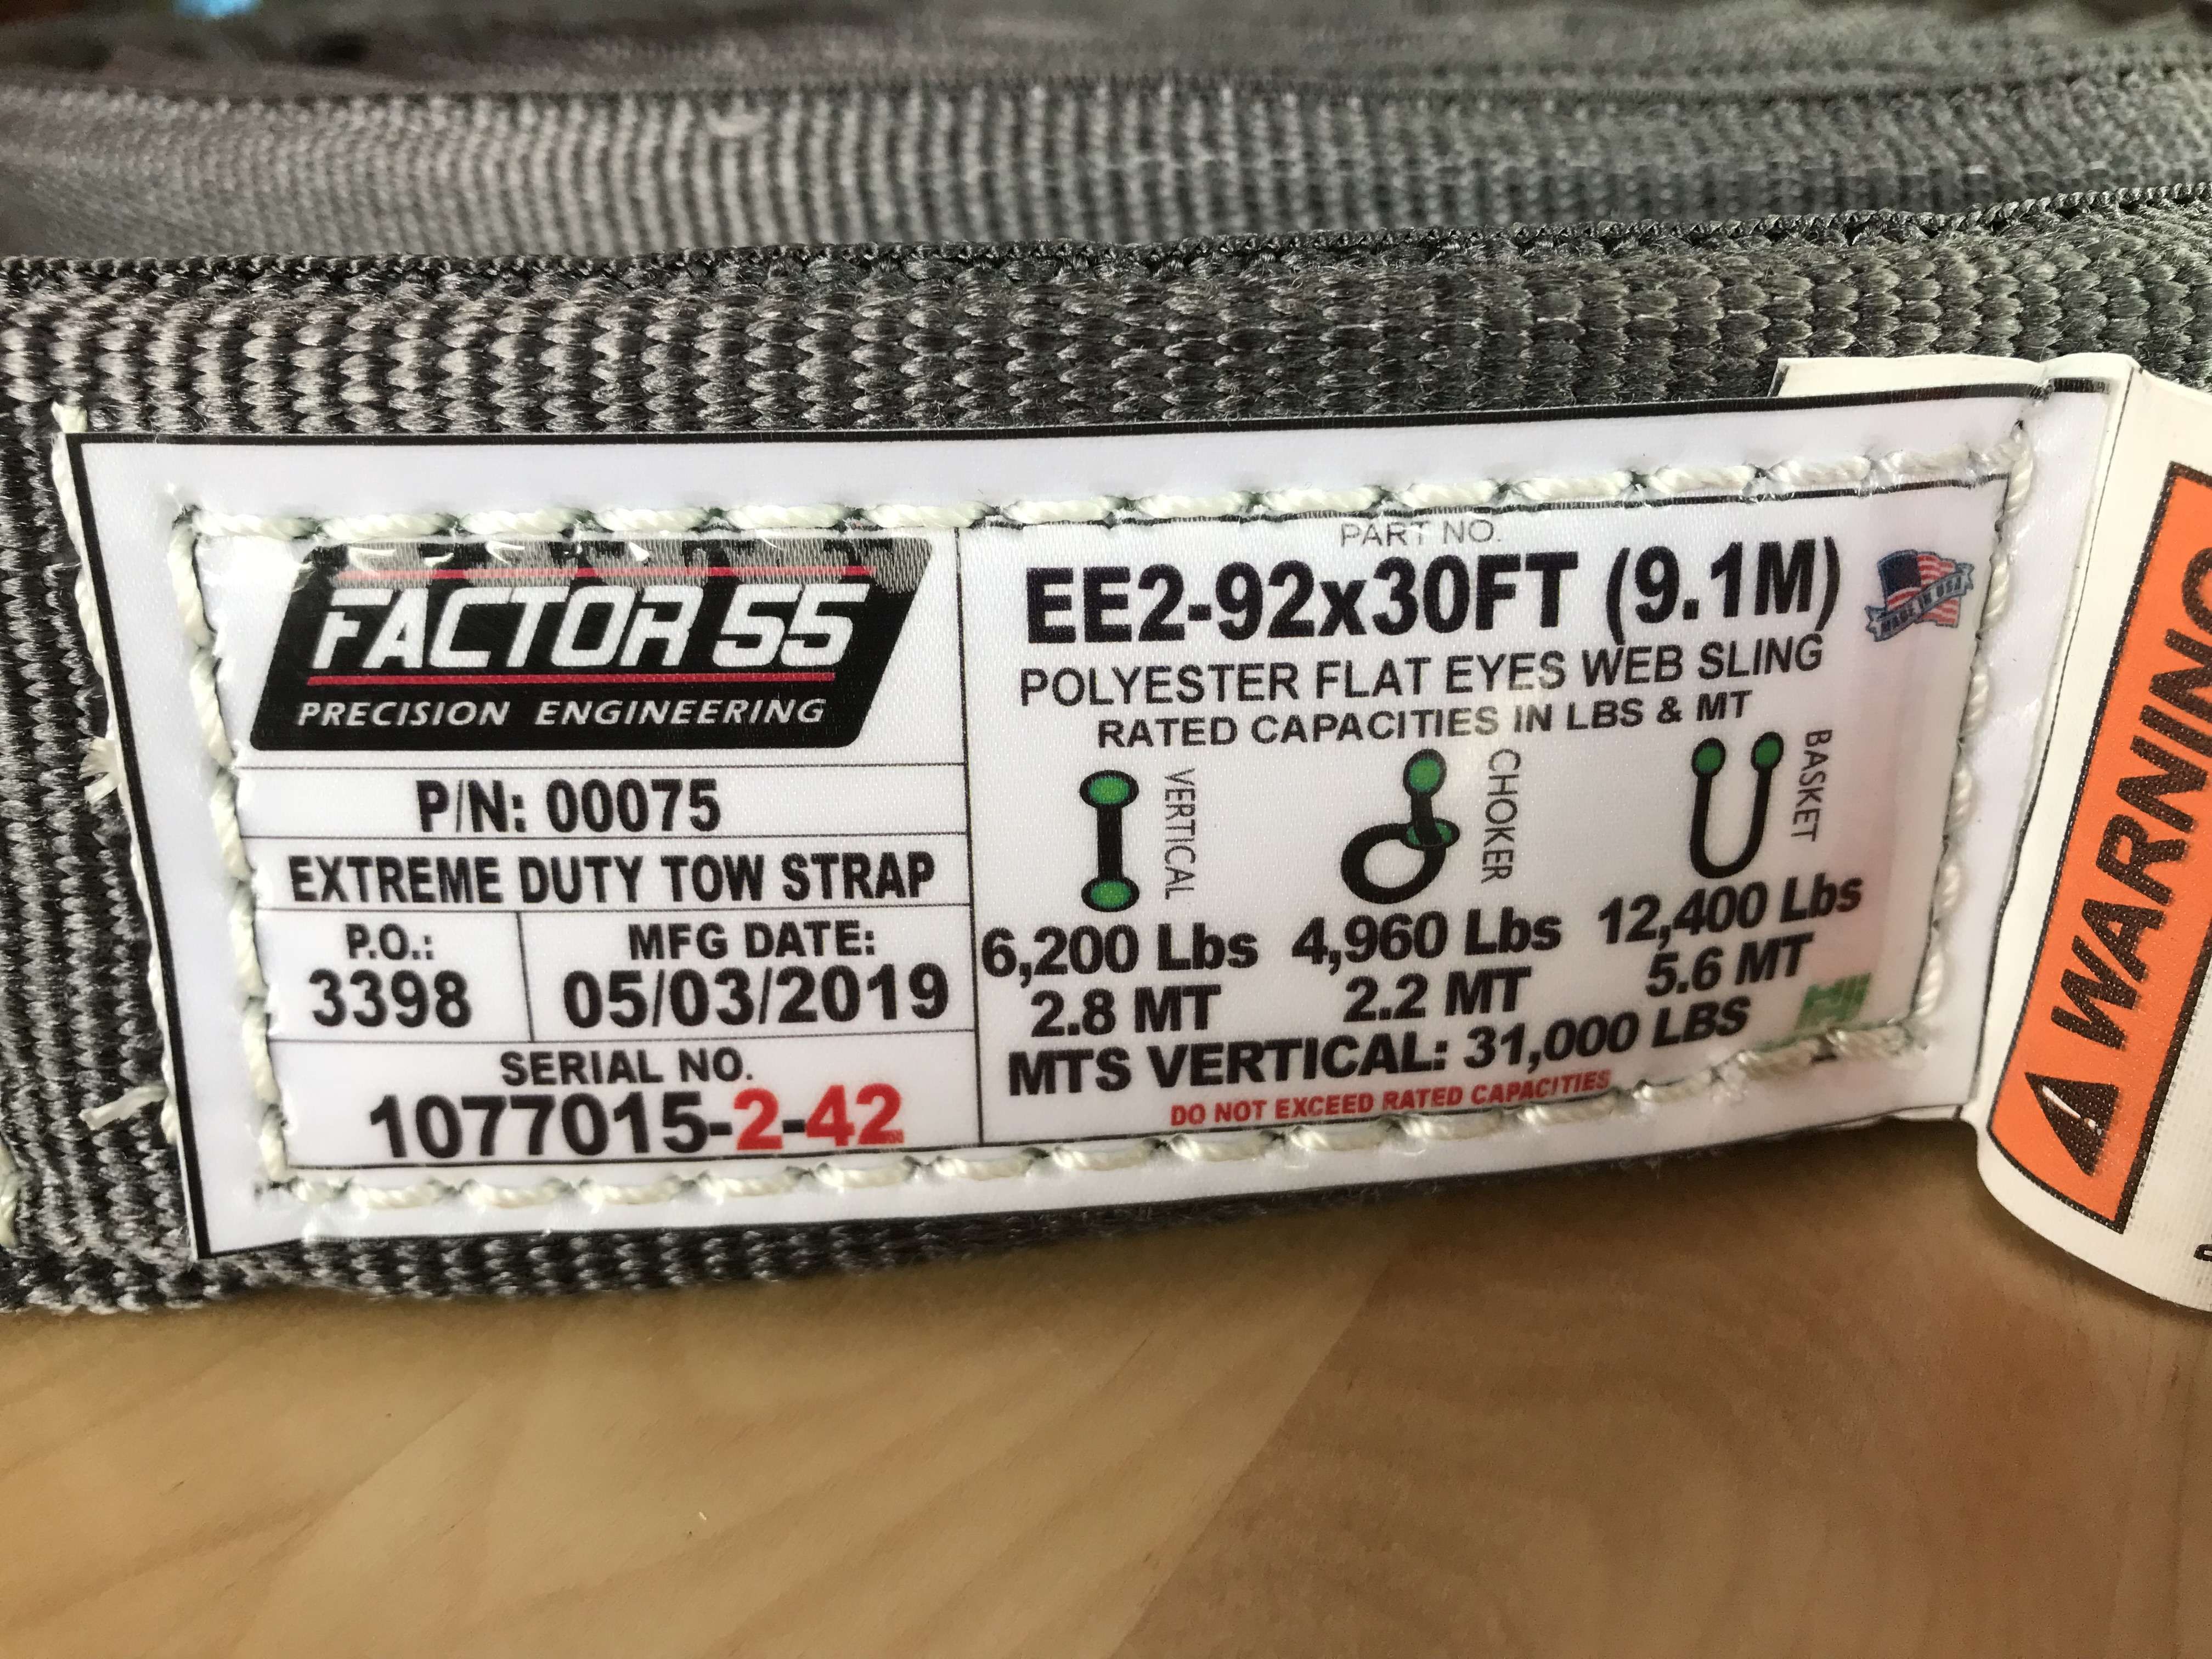 FACTOR 55
PRECISION ENGINEERING
P/N: 00075
EXTREME DUTY TOW STRAP
P.O.:
3398
MFG DATE:
05/03/2019
SERIAL NO.
1077015-2-42
PART NO.
EE2-92x30FT (9.1M)
MADE IN USA
POLYESTER FLAT EYES WEB SLING
RATED CAPACITIES IN LBS & MT
VERTICAL
CHOKER
BASKET
6,200 Lbs 4,960 Lbs 12,400 Lbs
2.8 MT 2.2 MT 5.6 MT
MTS VERTICAL: 31,000 LBS
DO NOT EXCEED RATED CAPACITIES
WARNING